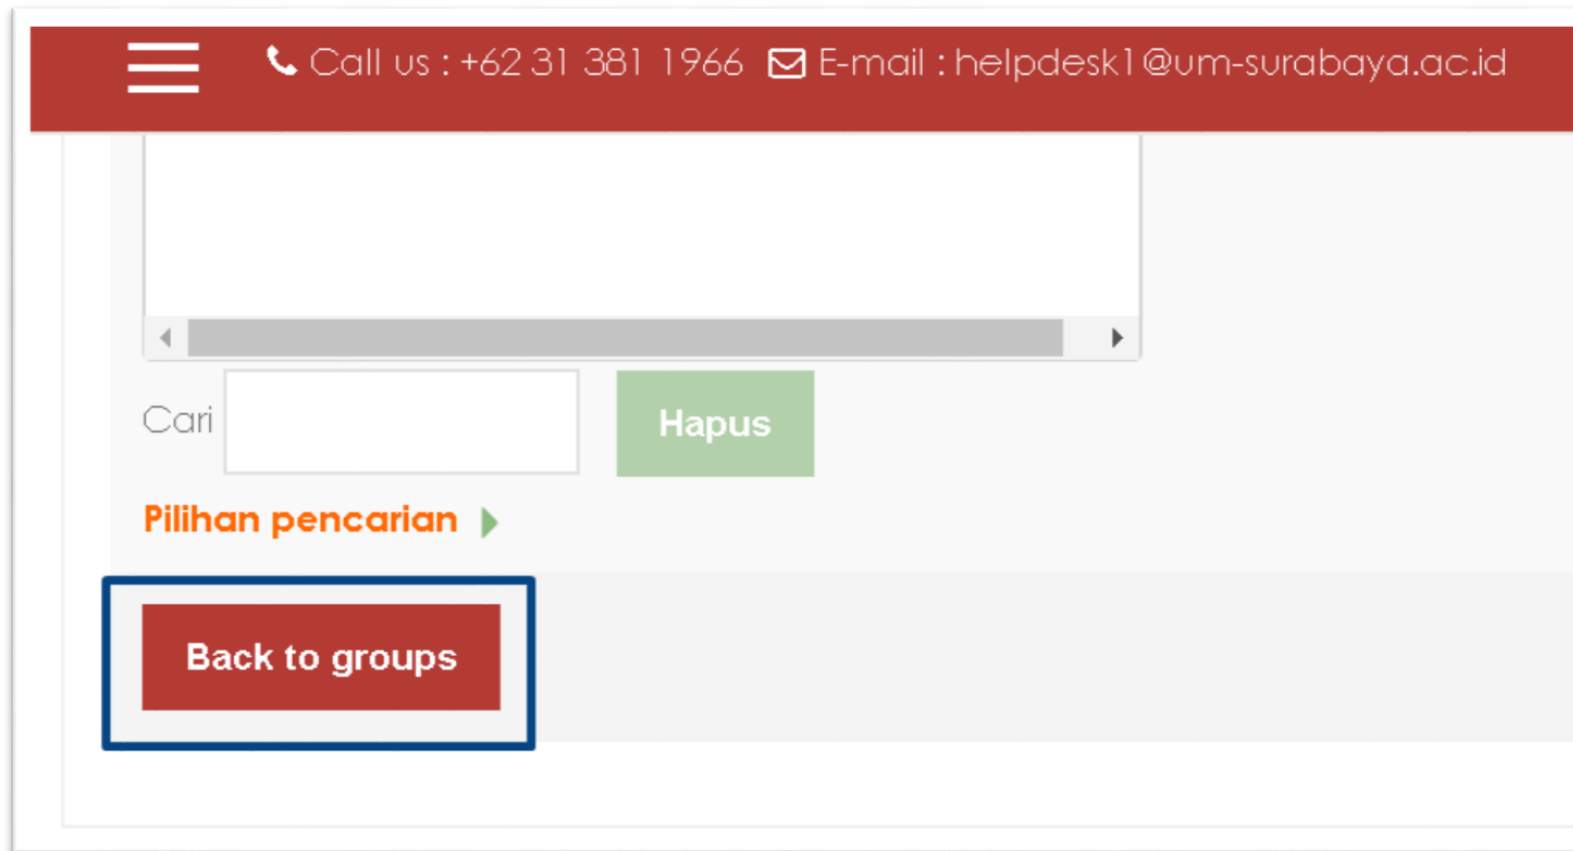 Call us : +62 31 381 1966 E-mail : helpdesk1@um-surabaya.ac.id
Cari Hapus
Pilihan pencarian
Back to groups